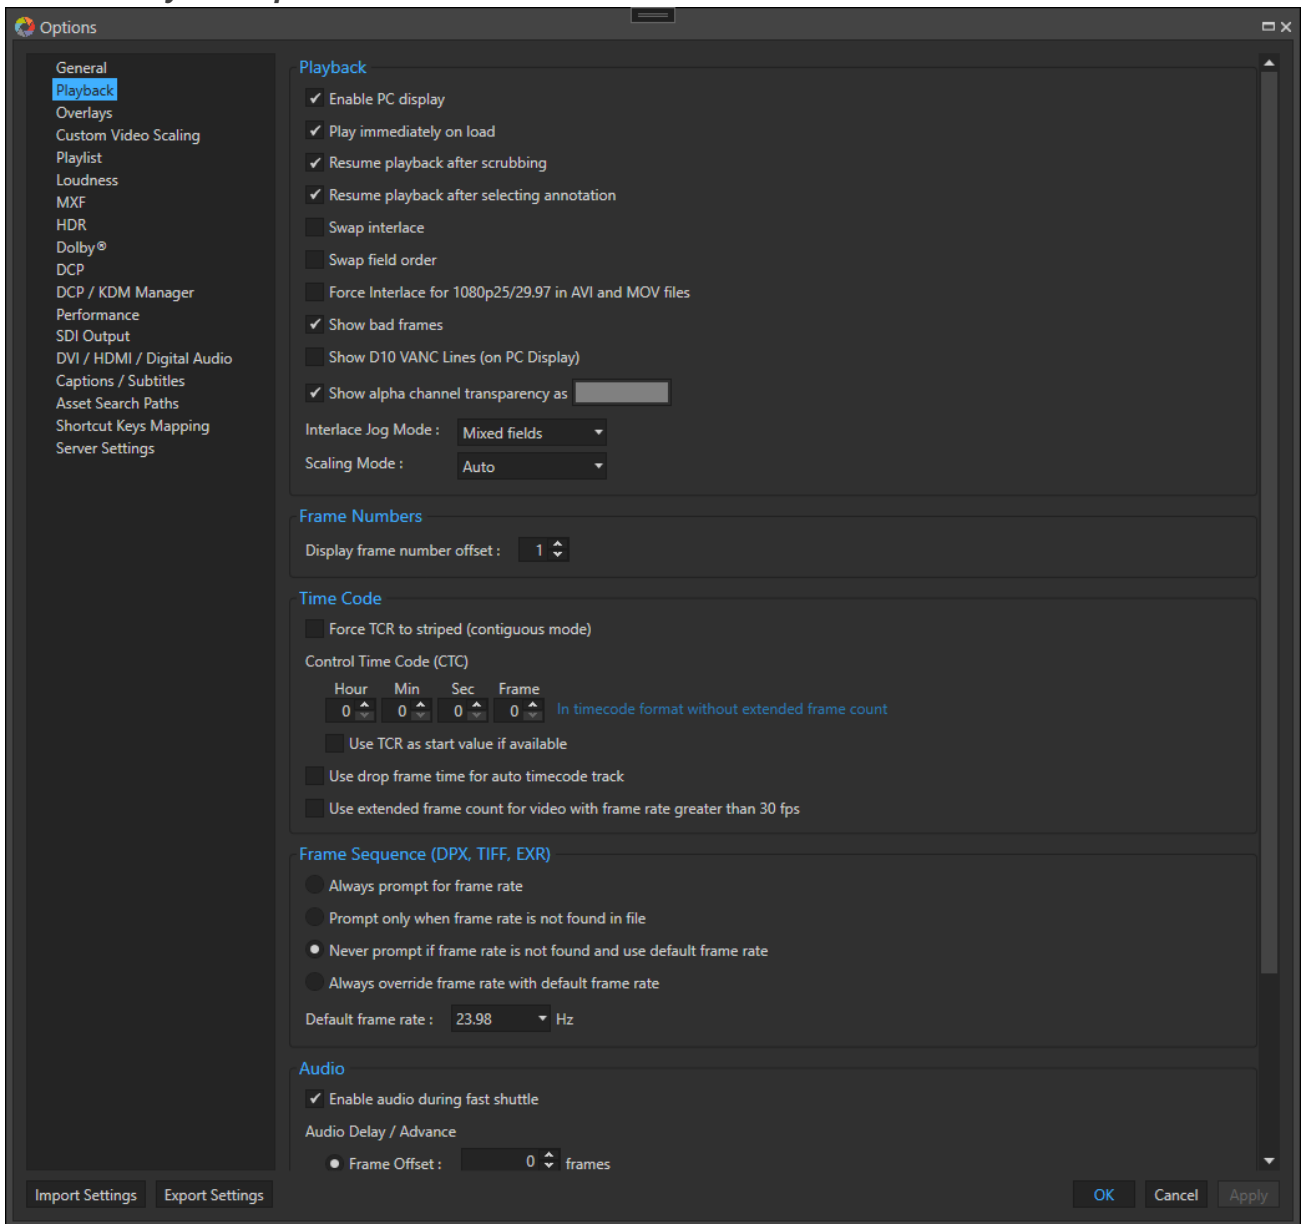 Options
General
Playback
Overlays
Custom Video Scaling
Playlist
Loudness
MXF
HDR
Dolby®
DCP
DCP / KDM Manager
Performance
SDI Output
DVI / HDMI / Digital Audio
Captions / Subtitles
Asset Search Paths
Shortcut Keys Mapping
Server Settings
Playback
Enable PC display
Play immediately on load
Resume playback after scrubbing
Resume playback after selecting annotation
Swap interlace
Swap field order
Force Interlace for 1080p25/29.97 in AVI and MOV files
Show bad frames
Show D10 VANC Lines (on PC Display)
Show alpha channel transparency as
Interlace Jog Mode : Mixed fields
Scaling Mode : Auto
Frame Numbers
Display frame number offset : 1
Time Code
Force TCR to striped (contiguous mode)
Control Time Code (CTC)
Hour Min Sec Frame
0 0 0 0 In timecode format without extended frame count
Use TCR as start value if available
Use drop frame time for auto timecode track
Use extended frame count for video with frame rate greater than 30 fps
Frame Sequence (DPX, TIFF, EXR)
Always prompt for frame rate
Prompt only when frame rate is not found in file
Never prompt if frame rate is not found and use default frame rate
Always override frame rate with default frame rate
Default frame rate : 23.98 Hz
Audio
Enable audio during fast shuttle
Audio Delay / Advance
Frame Offset : 0 frames
Import Settings Export Settings OK Cancel Apply